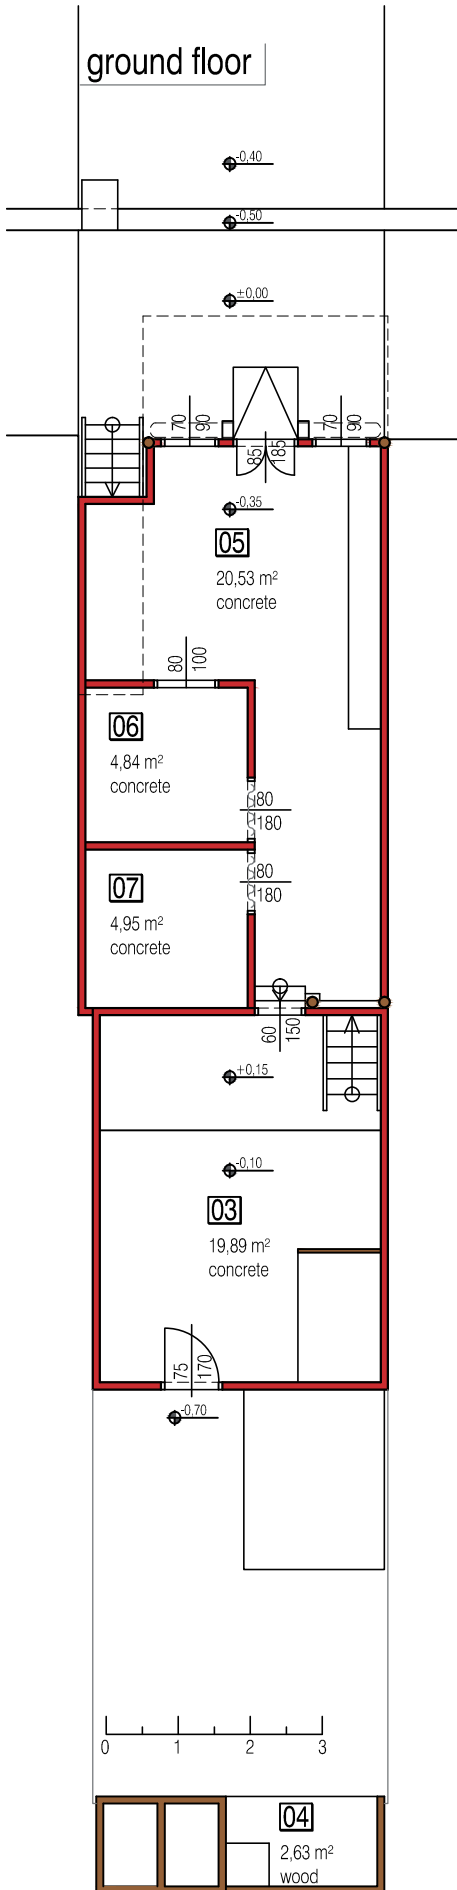 ground floor
-0,40
-0,50
±0,00
70
90
70
90
85
185
-0,35
05
20,53 m²
concrete
80
100
06
4,84 m²
concrete
80
180
80
180
07
4,95 m²
concrete
60
150
+0,15
-0,10
03
19,89 m²
concrete
75
170
-0,70
0 1 2 3
04
2,63 m²
wood